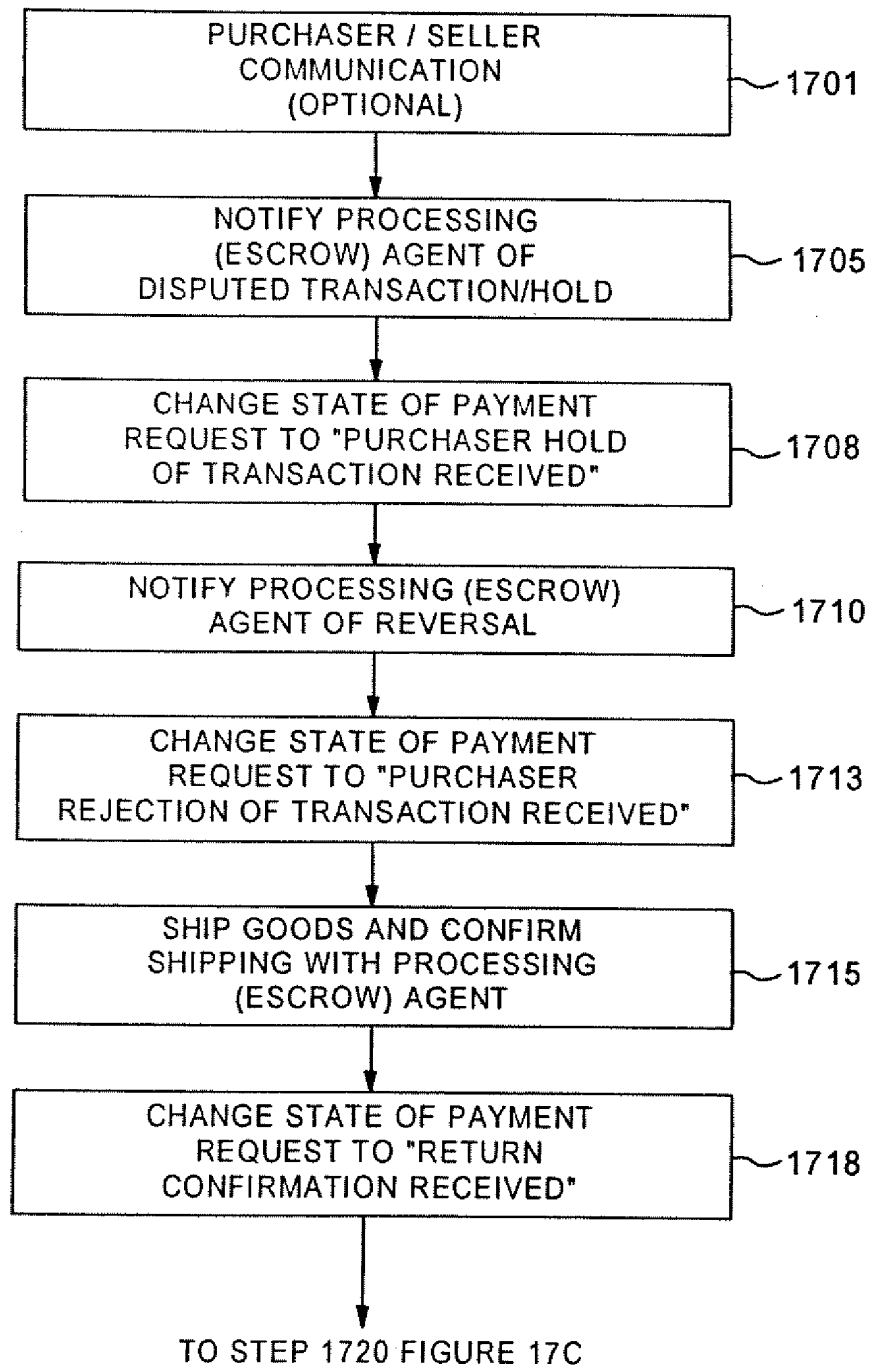 PURCHASER / SELLER
COMMUNICATION
(OPTIONAL)
1701
NOTIFY PROCESSING
(ESCROW) AGENT OF
DISPUTED TRANSACTION/HOLD
1705
CHANGE STATE OF PAYMENT
REQUEST TO "PURCHASER HOLD
OF TRANSACTION RECEIVED"
1708
NOTIFY PROCESSING (ESCROW)
AGENT OF REVERSAL
1710
CHANGE STATE OF PAYMENT
REQUEST TO "PURCHASER
REJECTION OF TRANSACTION RECEIVED"
1713
SHIP GOODS AND CONFIRM
SHIPPING WITH PROCESSING
(ESCROW) AGENT
1715
CHANGE STATE OF PAYMENT
REQUEST TO "RETURN
CONFIRMATION RECEIVED"
1718
TO STEP 1720 FIGURE 17C